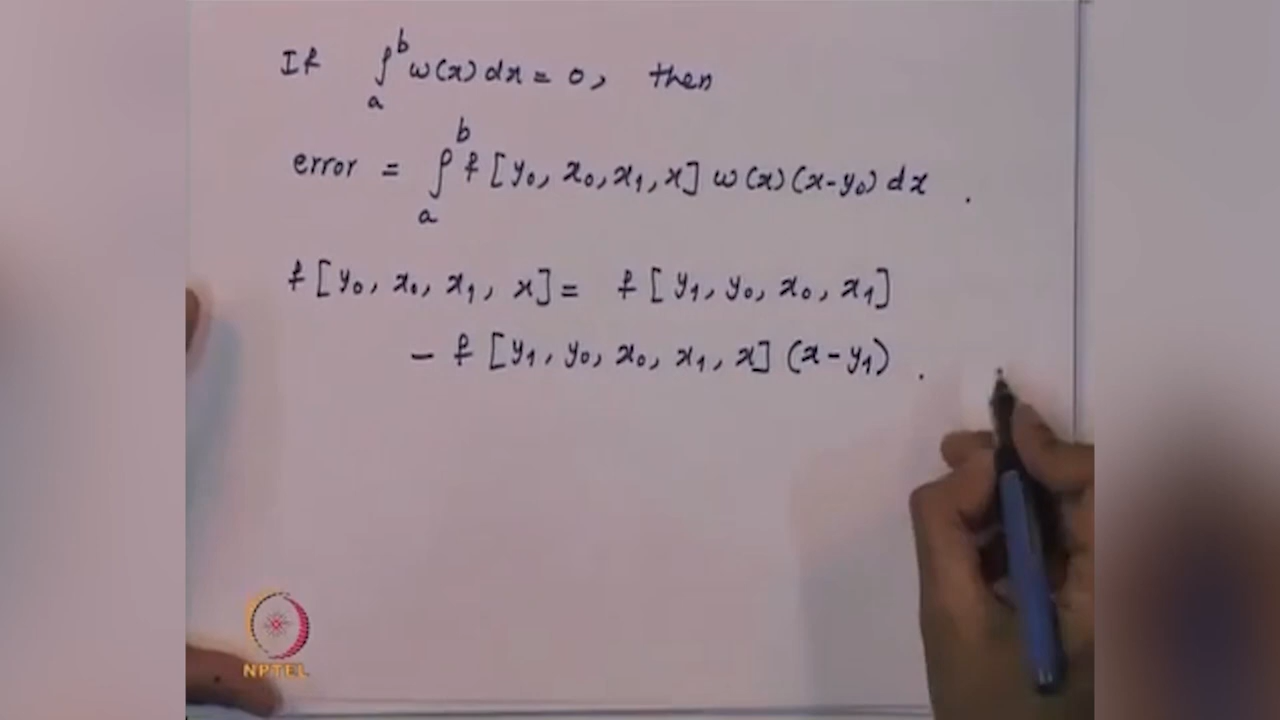 If ∫_a^b w(x) dx = 0, then
error = ∫_a^b f [y₀, x₀, x₁, x] w(x) (x-y₀) dx .
f [y₀, x₀, x₁, x] = f [y₁, y₀, x₀, x₁]
- f [y₁, y₀, x₀, x₁, x] (x-y₁) .
NPTEL